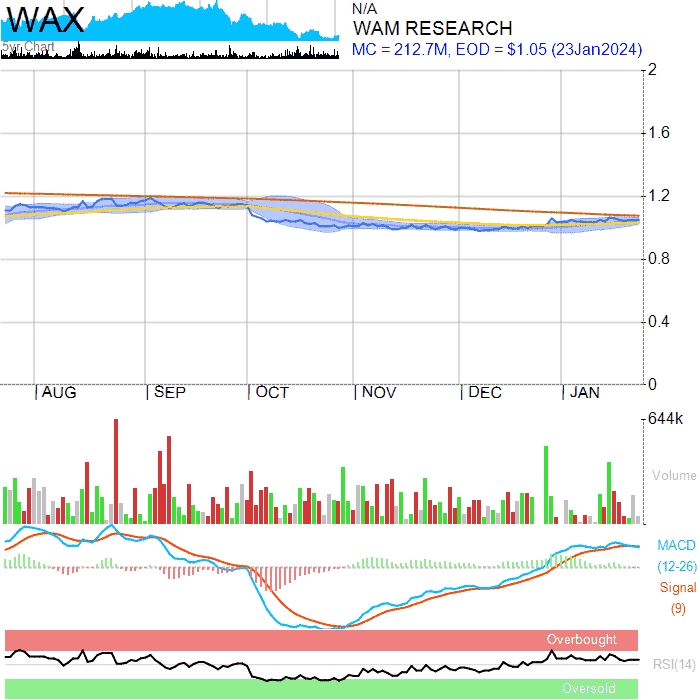 WAX
5yr Chart
N/A
WAM RESEARCH
MC = 212.7M, EOD = $1.05 (23Jan2024)
2
1.6
1.2
0.8
0.4
0
AUG SEP OCT NOV DEC JAN
644k
Volume
MACD
(12-26)
Signal
(9)
Overbought
RSI(14)
Oversold